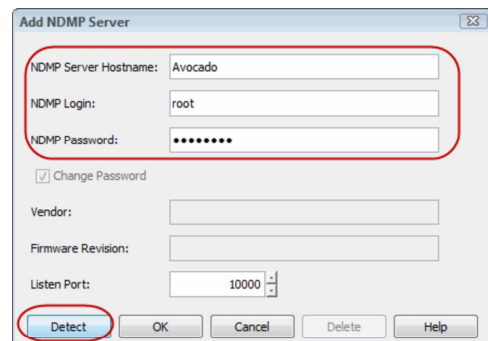 Add NDMP Server
NDMP Server Hostname: Avocado
NDMP Login: root
NDMP Password: ••••••••
Change Password
Vendor:
Firmware Revision:
Listen Port: 10000
Detect OK Cancel Delete Help